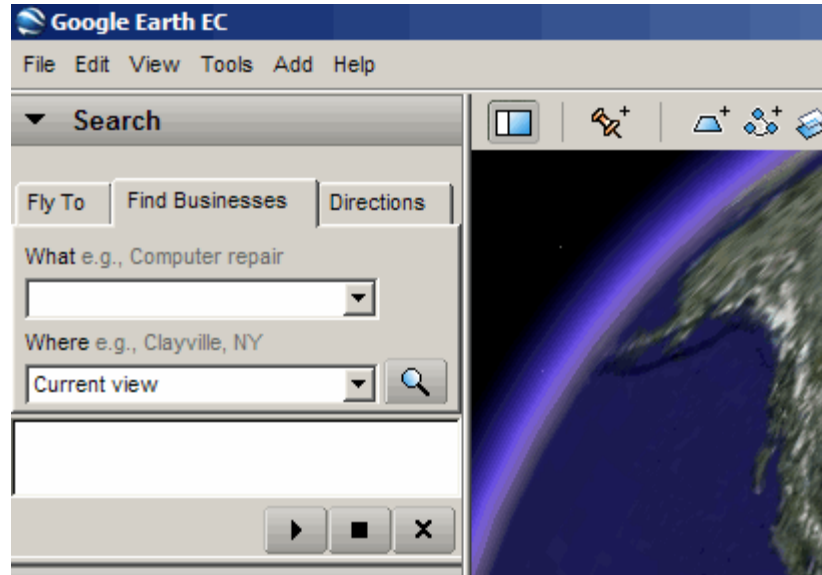 Google Earth EC
File Edit View Tools Add Help
Search
Fly To Find Businesses Directions
What e.g., Computer repair
Where e.g., Clayville, NY
Current view